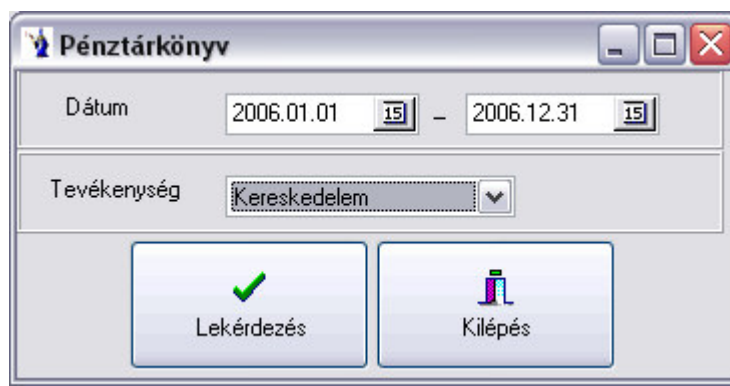 Pénztárkönyv
Dátum 2006.01.01 15 – 2006.12.31 15
Tevékenység Kereskedelem
Lekérdezés Kilépés